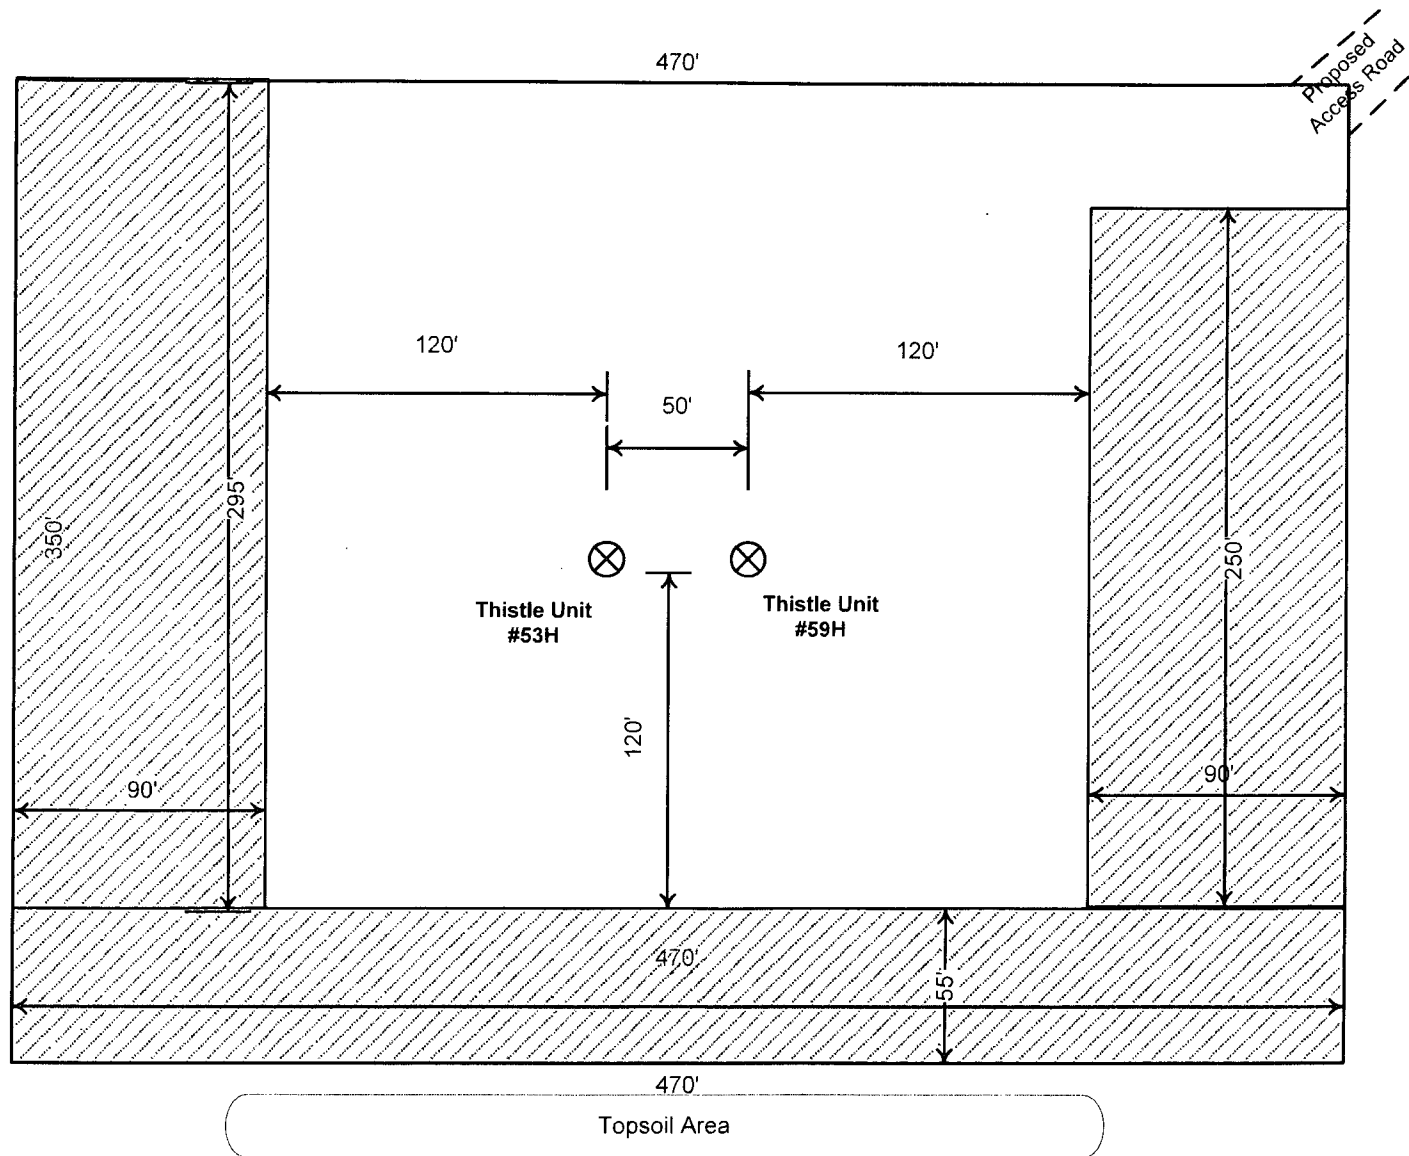 470'
Proposed
Access Road
120'
120'
50'
295'
350'
250'
Thistle Unit
#53H
Thistle Unit
#59H
120'
90'
90'
470'
55'
470'
Topsoil Area